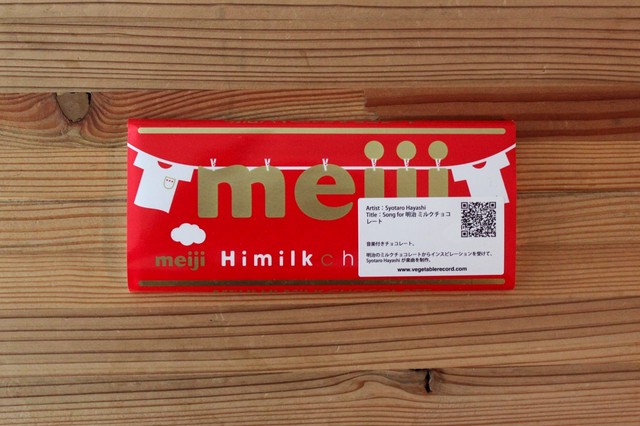 meiji
Artist：Syotaro Hayashi
Title：Song for 明治 ミルクチョコ
レート
音楽付きチョコレート。
明治のミルクチョコレートからインスピレーションを受けて、
Syotaro Hayashi が楽曲を制作。
www.vegetablerecord.com
meiji Himilk ch